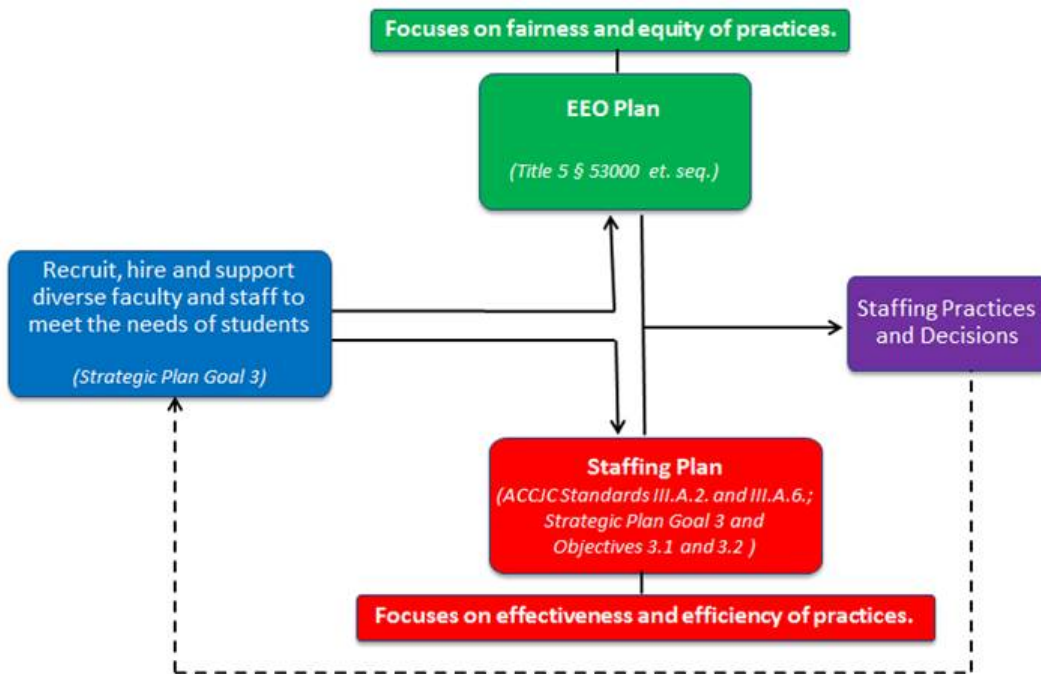 Focuses on fairness and equity of practices.
EEO Plan
(Title 5 § 53000 et. seq.)
Recruit, hire and support
diverse faculty and staff to
meet the needs of students
(Strategic Plan Goal 3)
Staffing Practices
and Decisions
Staffing Plan
(ACCJC Standards III.A.2. and III.A.6.;
Strategic Plan Goal 3 and
Objectives 3.1 and 3.2 )
Focuses on effectiveness and efficiency of practices.